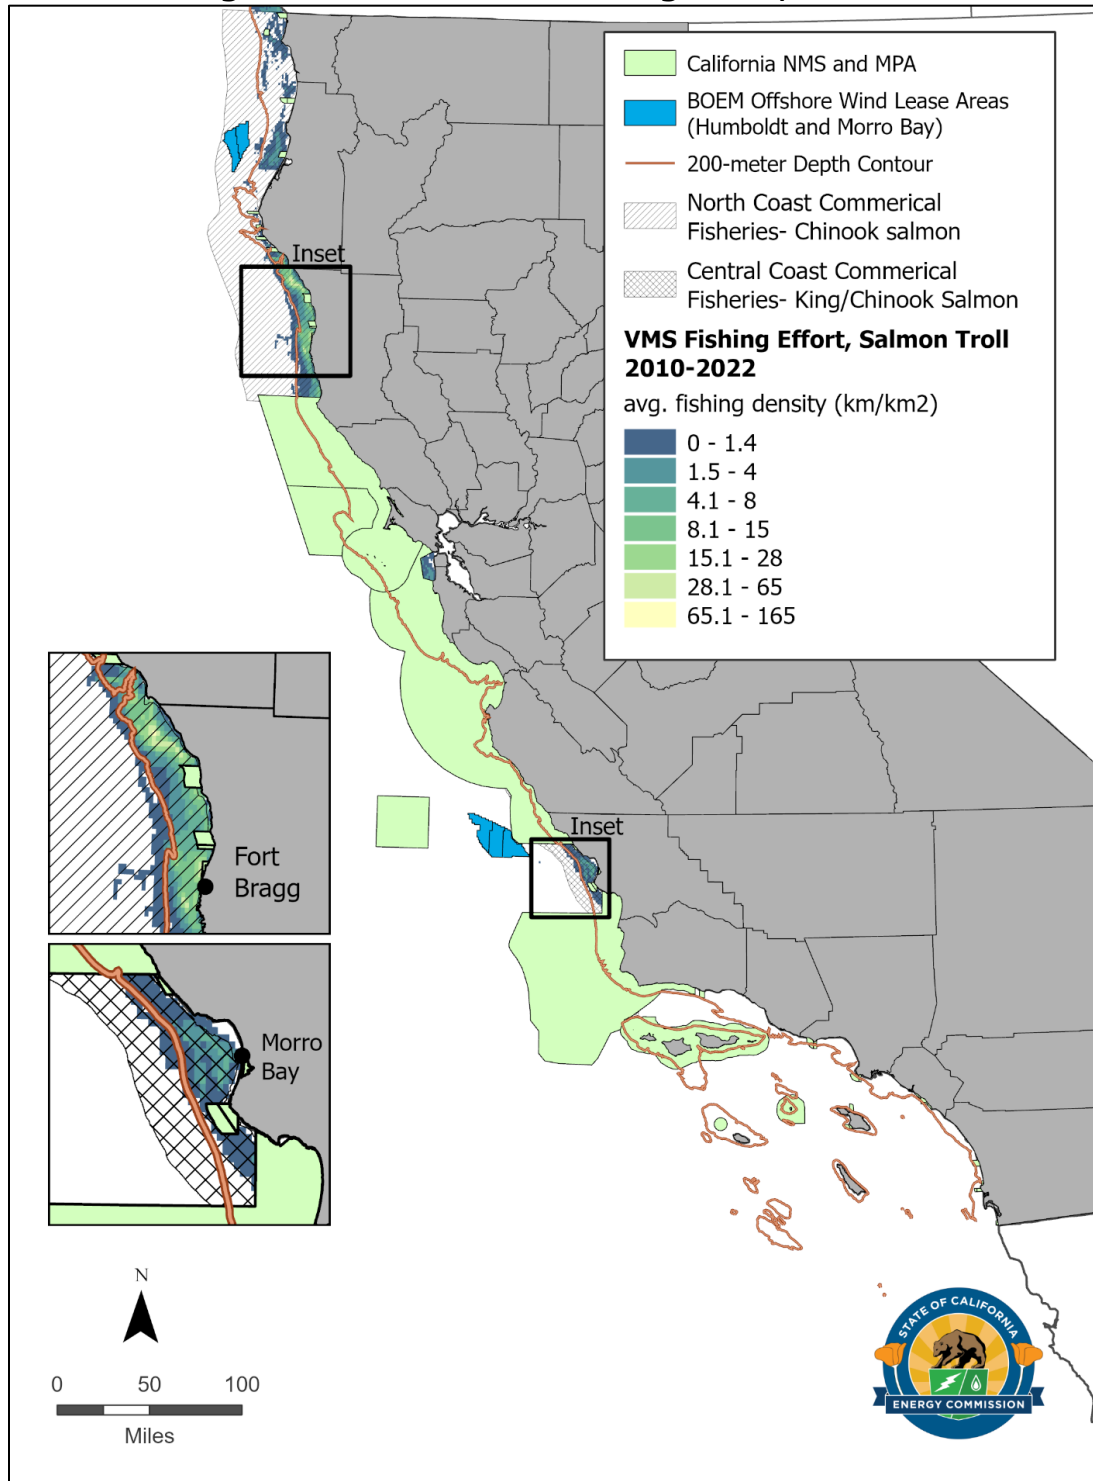 California NMS and MPA
BOEM Offshore Wind Lease Areas
(Humboldt and Morro Bay)
200-meter Depth Contour
North Coast Commerical
Fisheries- Chinook salmon
Central Coast Commerical
Fisheries- King/Chinook Salmon
VMS Fishing Effort, Salmon Troll
2010-2022
avg. fishing density (km/km2)
0 - 1.4
1.5 - 4
4.1 - 8
8.1 - 15
15.1 - 28
28.1 - 65
65.1 - 165
Inset
Inset
Fort
Bragg
Morro
Bay
N
0 50 100
Miles
STATE OF CALIFORNIA
ENERGY COMMISSION